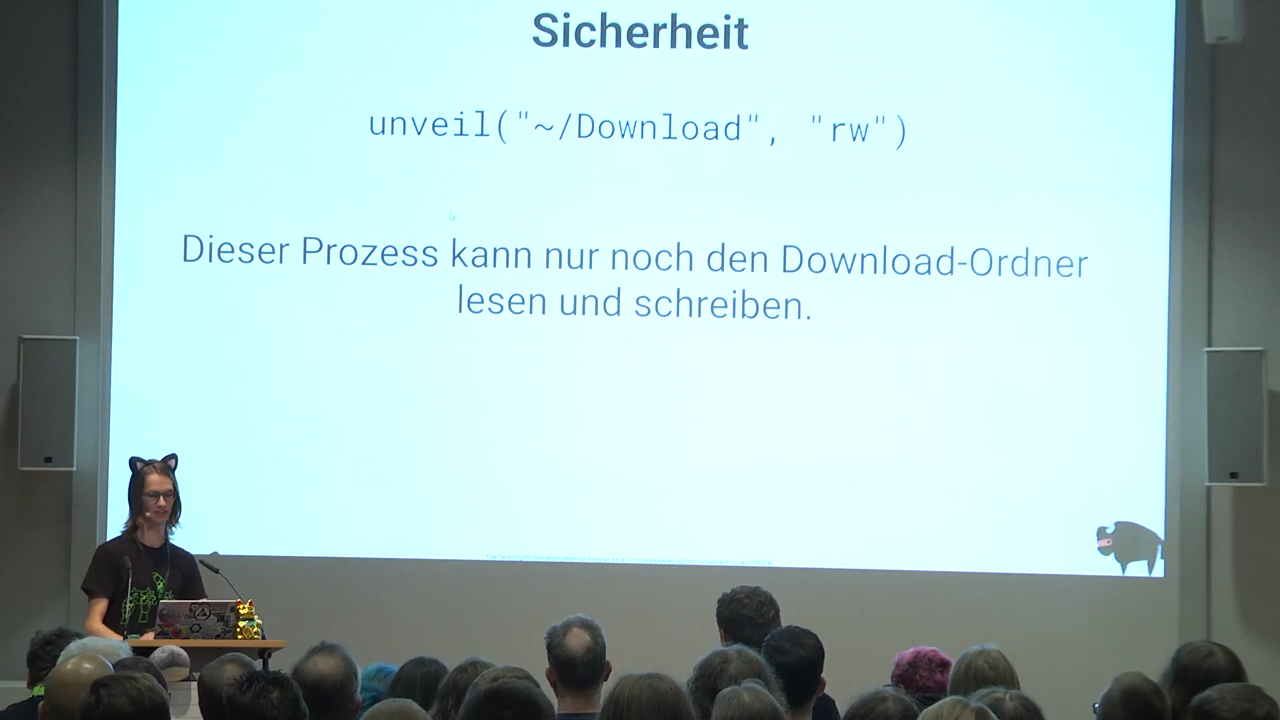 Sicherheit
unveil("~/Download", "rw")
Dieser Prozess kann nur noch den Download-Ordner
lesen und schreiben.